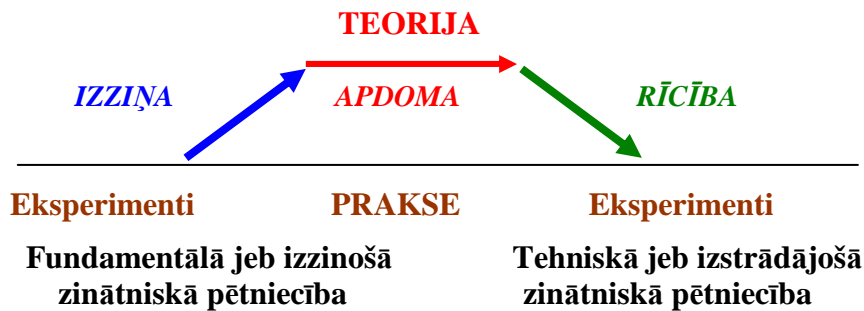 TEORIJA
IZZIŅA APDOMA RĪCĪBA
Eksperimenti PRAKSE Eksperimenti
Fundamentālā jeb izzinošā
zinātniskā pētniecība
Tehniskā jeb izstrādājošā
zinātniskā pētniecība